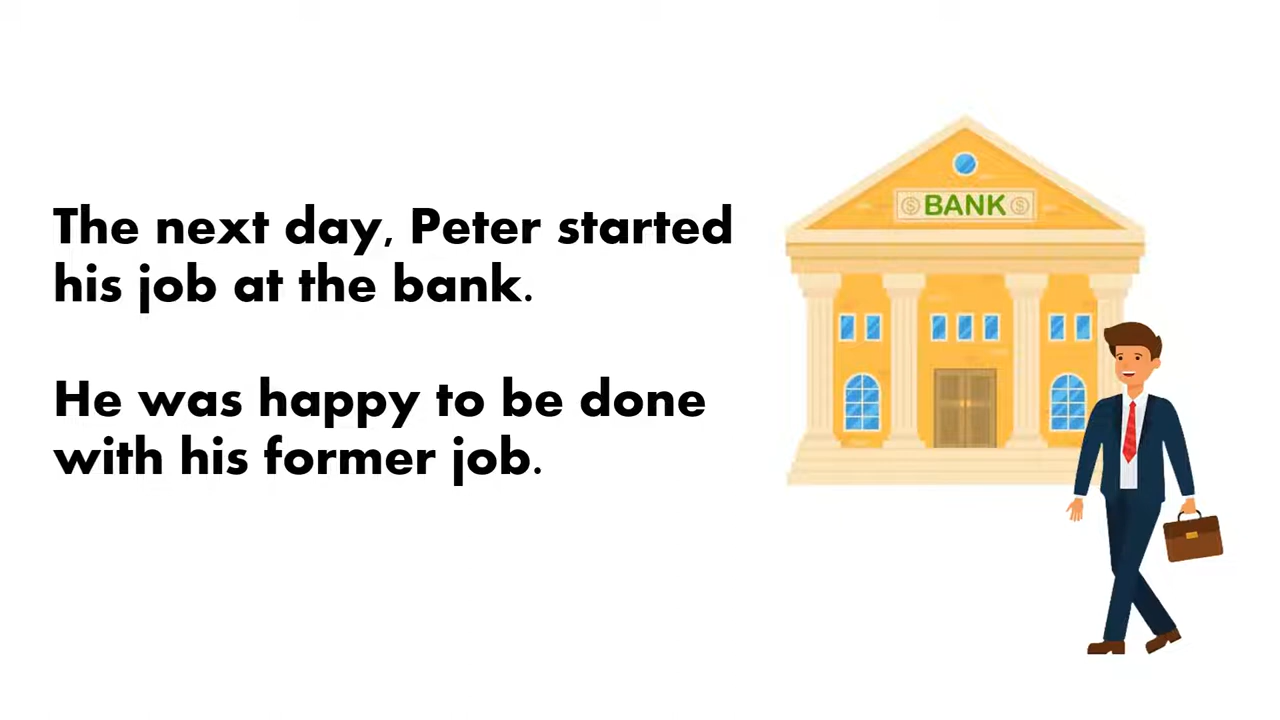 The next day, Peter started
his job at the bank.
He was happy to be done
with his former job.
BANK